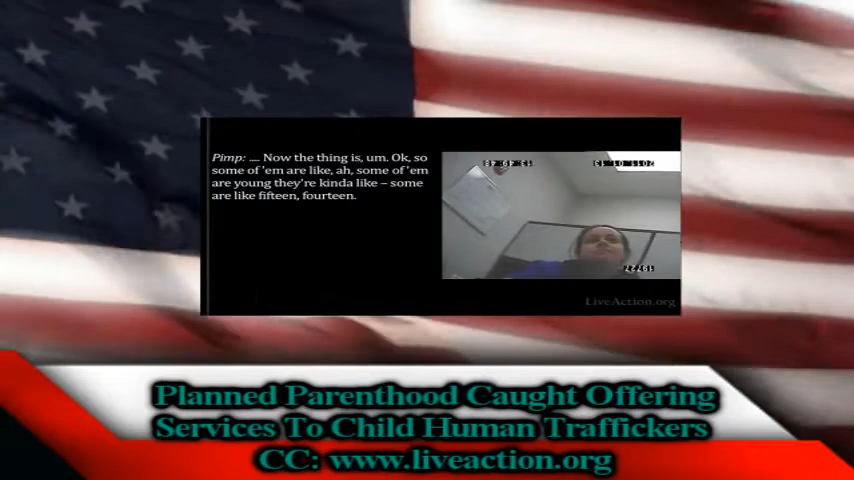 Pimp: __ Now the thing is, um. Ok, so
some of 'em are like, ah, some of 'em
are young they're kinda like – some
are like fifteen, fourteen.
LiveAction.org
Planned Parenthood Caught Offering
Services To Child Human Traffickers
CC: www.liveaction.org